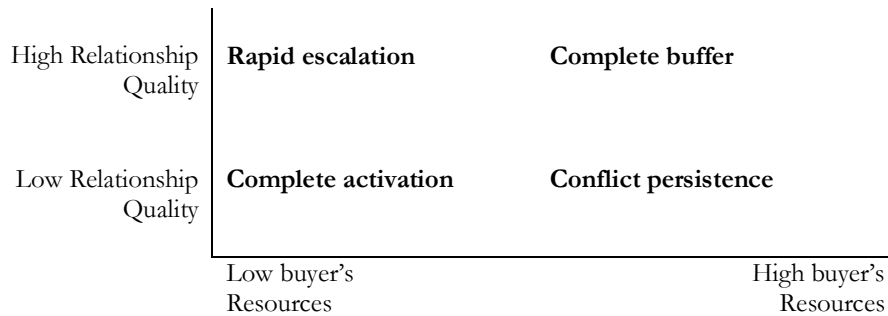 High Relationship Quality
Rapid escalation
Complete buffer
Low Relationship Quality
Complete activation
Conflict persistence
Low buyer's Resources
High buyer's Resources